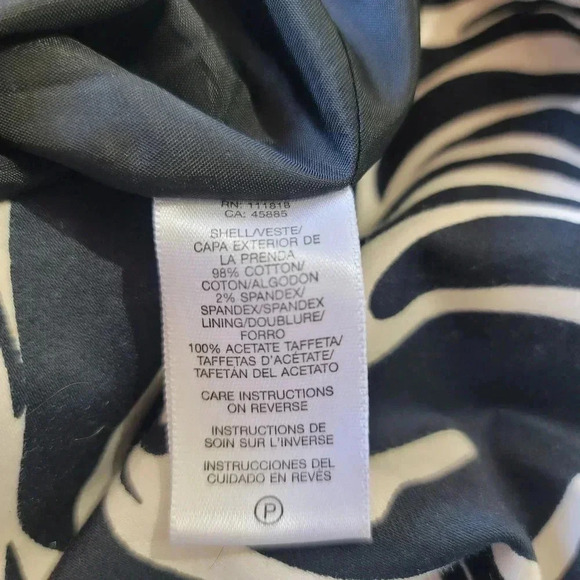 RN: 111818
CA: 45885
SHELL/VESTE/
CAPA EXTERIOR DE
LA PRENDA
98% COTTON/
COTON/ALGODON
2% SPANDEX/
SPANDEX/SPANDEX
LINING/DOUBLURE/
FORRO
100% ACETATE TAFFETA/
TAFFETAS D'ACÉTATE/
TAFETAN DEL ACETATO
CARE INSTRUCTIONS
ON REVERSE
INSTRUCTIONS DE
SOIN SUR L'INVERSE
INSTRUCCIONES DEL
CUIDADO EN REVÉS
P